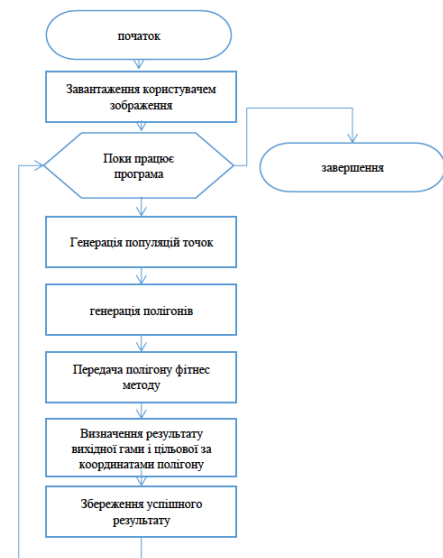 початок
Завантаження користувачем
зображення
Поки працює
програма
завершення
Генерація популяцій точок
генерація полігонів
Передача полігону фітнес
методу
Визначення результату
вихідної гами і цільової за
координатами полігону
Збереження успішного
результату